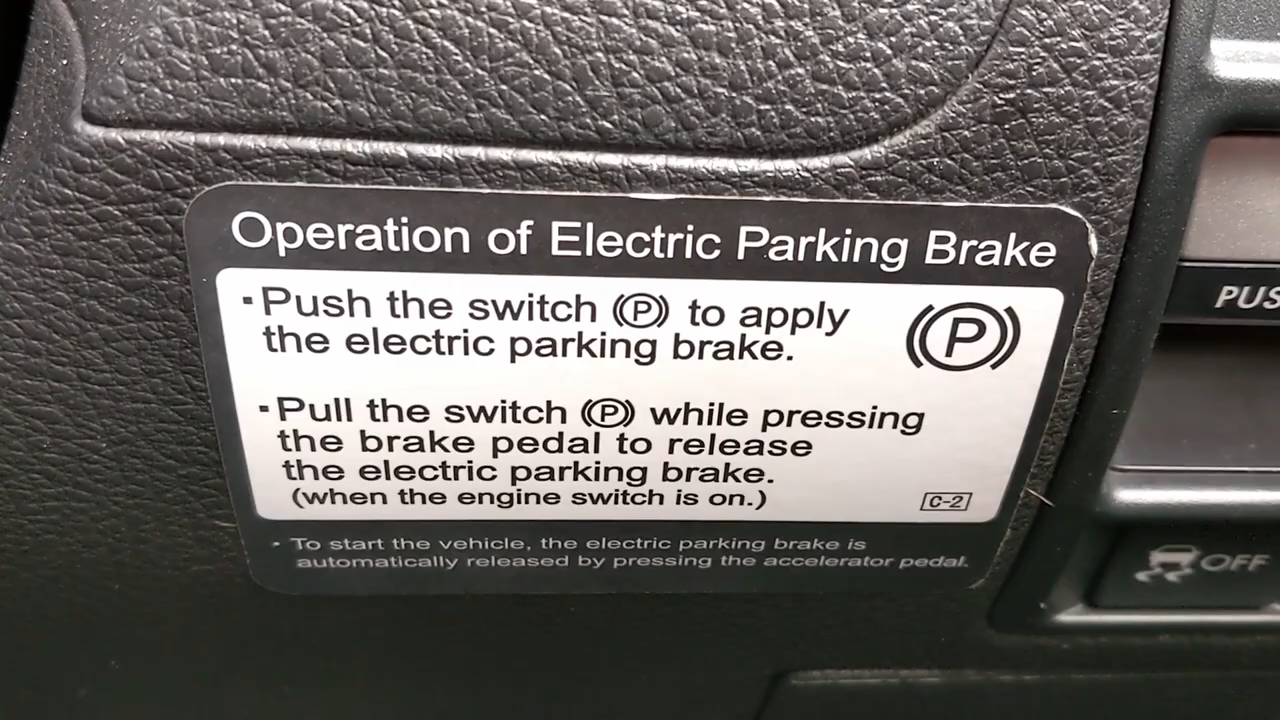 Operation of Electric Parking Brake
▪Push the switch (P) to apply
the electric parking brake.
(P)
▪Pull the switch (P) while pressing
the brake pedal to release
the electric parking brake.
(when the engine switch is on.)
C-2
• To start the vehicle, the electric parking brake is
automatically released by pressing the accelerator pedal.
PUS
OFF